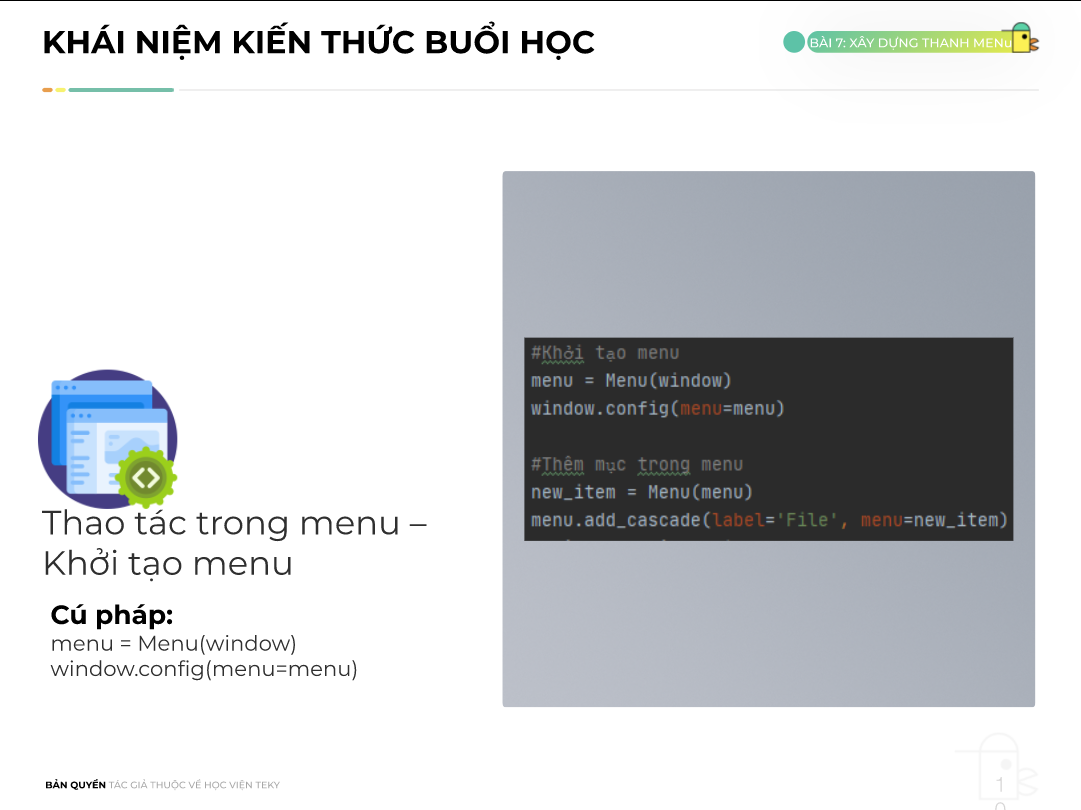 KHÁI NIỆM KIẾN THỨC BUỔI HỌC
BÀI 7: XÂY DỰNG THANH MENU
#Khởi tạo menu
menu = Menu(window)
window.config(menu=menu)
#Thêm mục trong menu
new_item = Menu(menu)
menu.add_cascade(label='File', menu=new_item)
Thao tác trong menu –
Khởi tạo menu
Cú pháp:
menu = Menu(window)
window.config(menu=menu)
BẢN QUYỀN TÁC GIẢ THUỘC VỀ HỌC VIỆN TEKY
1